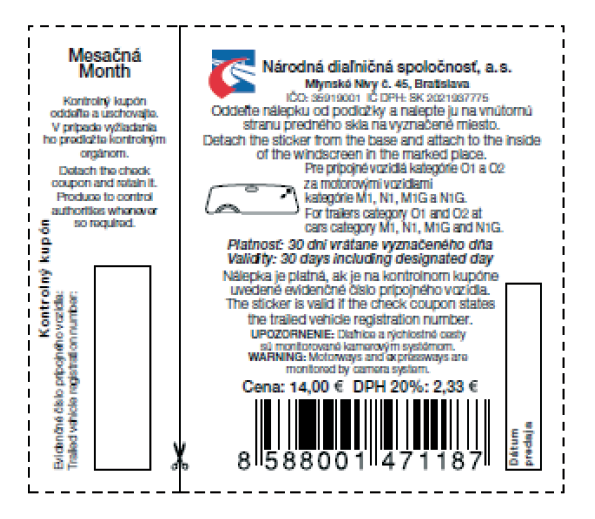 Mesačná
Month
Kontrolný kupón
oddeľte a uschovajte.
V prípade vyžiadania
ho predložte kontrolným
orgánom.
Detach the check
coupon and retain it.
Produce to control
authorities whenever
so required.
Kontrolný kupón
Evidenčné číslo prípojného vozidla:
Trailed vehicle registration number:
Národná diaľničná spoločnosť, a.s.
Mlynské Nivy č. 45, Bratislava
IČO: 35919001 IČ DPH: SK 2021937775
Oddeľte nálepku od podložky a nalepte ju na vnútornú
stranu predného skla na vyznačené miesto.
Detach the sticker from the base and attach to the inside
of the windscreen in the marked place.
Pre prípojné vozidlá kategórie O1 a O2
za motorovými vozidlami
kategórie M1, N1, M1G a N1G.
For trailers category O1 and O2 at
cars category M1, N1, M1G and N1G.
Platnosť: 30 dní vrátane vyznačeného dňa
Validity: 30 days including designated day
Nálepka je platná, ak je na kontrolnom kupóne
uvedené evidenčné číslo prípojného vozidla.
The sticker is valid if the check coupon states
the trailed vehicle registration number.
UPOZORNENIE: Diaľnice a rýchlostné cesty
sú monitorované kamerovým systémom.
WARNING: Motorways and expressways are
monitored by camera system.
Cena: 14,00 € DPH 20%: 2,33 €
8 588001 471187
Dátum
predaja